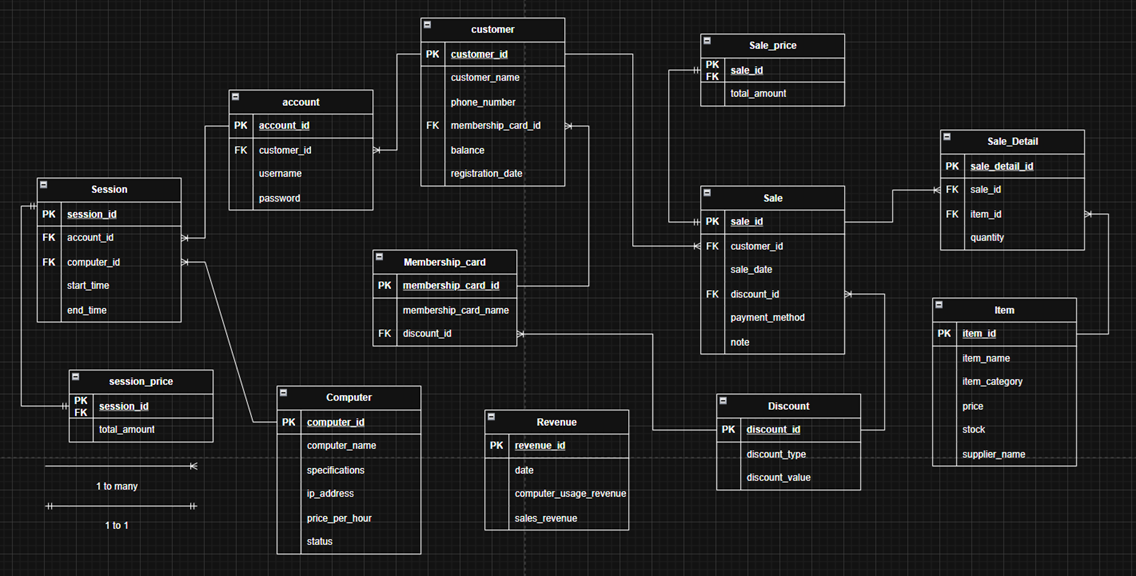 customer
PK customer_id
customer_name
phone_number
FK membership_card_id
balance
registration_date
Sale_price
PK
FK sale_id
total_amount
account
PK account_id
FK customer_id
username
password
Sale_Detail
PK sale_detail_id
FK sale_id
FK item_id
quantity
Session
PK session_id
FK account_id
FK computer_id
start_time
end_time
Sale
PK sale_id
FK customer_id
sale_date
FK discount_id
payment_method
note
Membership_card
PK membership_card_id
membership_card_name
FK discount_id
Item
PK item_id
item_name
item_category
price
stock
supplier_name
session_price
PK
FK session_id
total_amount
Computer
PK computer_id
computer_name
specifications
ip_address
price_per_hour
status
Revenue
PK revenue_id
date
computer_usage_revenue
sales_revenue
Discount
PK discount_id
discount_type
discount_value
1 to many
1 to 1